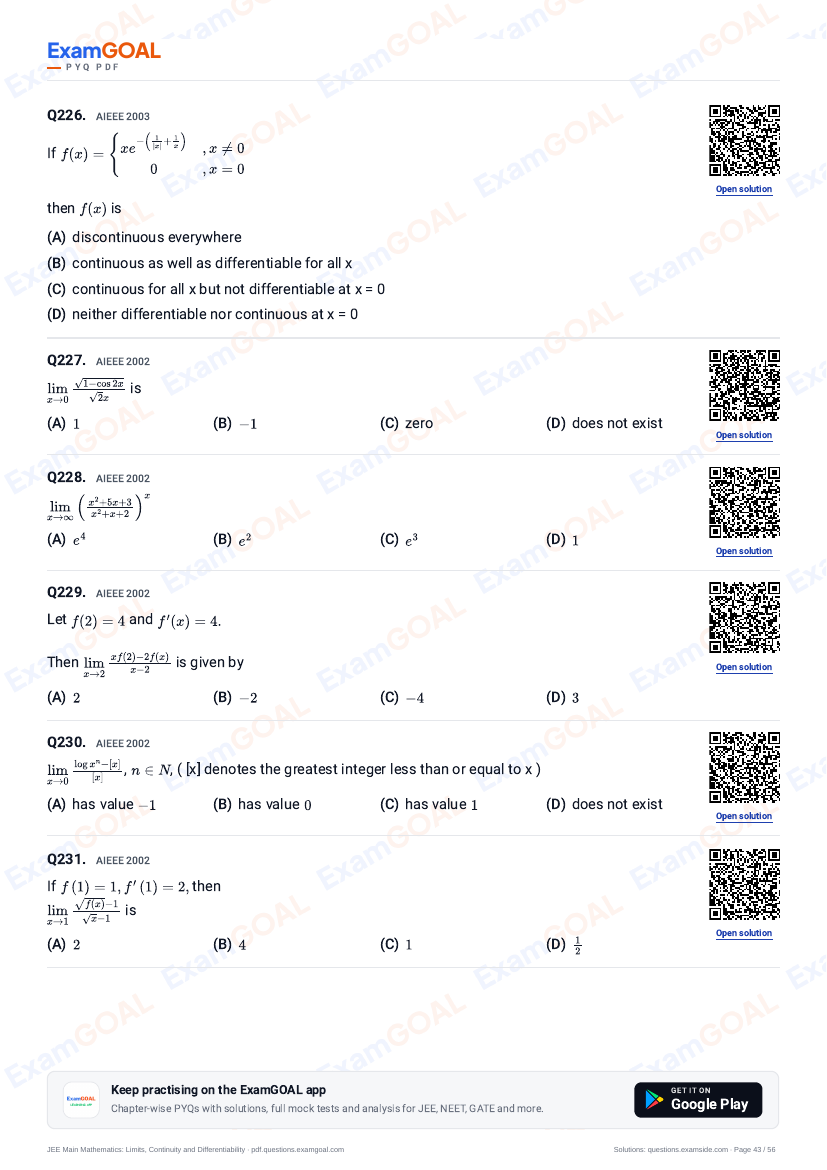 ExamGOAL
PYQ PDF
Q226. AIEEE 2003
If f(x) = { xe^{-(1/|x| + 1/x)} , x ≠ 0
0 , x = 0
then f(x) is
(A) discontinuous everywhere
(B) continuous as well as differentiable for all x
(C) continuous for all x but not differentiable at x = 0
(D) neither differentiable nor continuous at x = 0
Open solution
Q227. AIEEE 2002
lim_{x→0} √(1−cos 2x) / (√2x) is
(A) 1 (B) −1 (C) zero (D) does not exist
Open solution
Q228. AIEEE 2002
lim_{x→∞} ((x²+5x+3)/(x²+x+2))^x
(A) e⁴ (B) e² (C) e³ (D) 1
Open solution
Q229. AIEEE 2002
Let f(2) = 4 and f′(x) = 4.
Then lim_{x→2} (xf(2)−2f(x))/(x−2) is given by
(A) 2 (B) −2 (C) −4 (D) 3
Open solution
Q230. AIEEE 2002
lim_{x→0} (log xⁿ−[x])/[x], n ∈ N, ( [x] denotes the greatest integer less than or equal to x )
(A) has value −1 (B) has value 0 (C) has value 1 (D) does not exist
Open solution
Q231. AIEEE 2002
If f (1) = 1, f′ (1) = 2, then
lim_{x→1} (√f(x)−1)/(√x−1) is
(A) 2 (B) 4 (C) 1 (D) 1/2
Open solution
Keep practising on the ExamGOAL app
Chapter-wise PYQs with solutions, full mock tests and analysis for JEE, NEET, GATE and more.
GET IT ON
Google Play
JEE Main Mathematics: Limits, Continuity and Differentiability · pdf.questions.examgoal.com
Solutions: questions.examside.com · Page 43 / 56